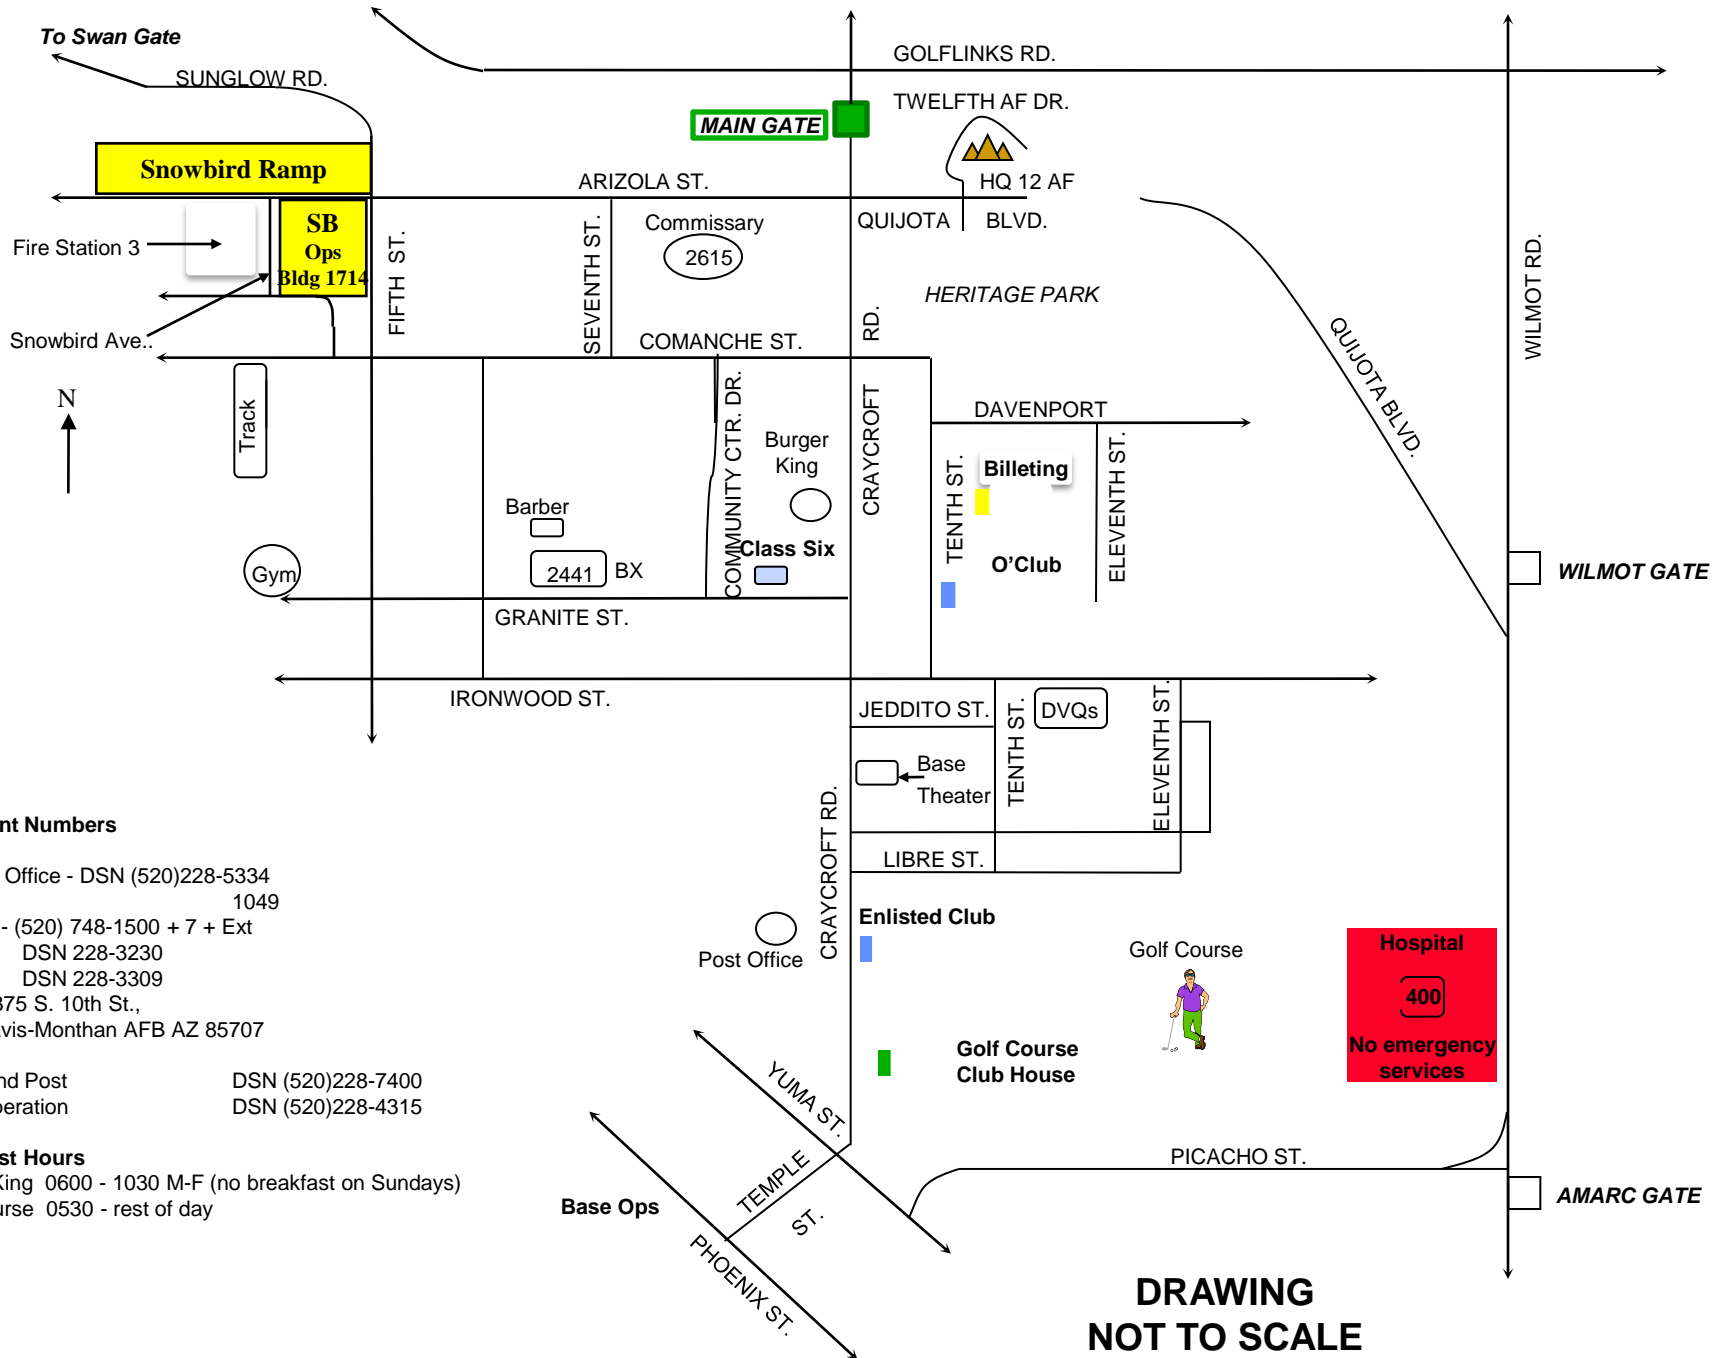 To Swan Gate
SUNGLOW RD.
GOLFLINKS RD.
TWELFTH AF DR.
MAIN GATE
Snowbird Ramp
ARIZOLA ST.
HQ 12 AF
QUIJOTA BLVD.
Fire Station 3
SB
Ops
Bldg 1714
FIFTH ST.
SEVENTH ST.
Commissary
2615
HERITAGE PARK
WILMOT RD.
QUIJOTA BLVD.
Snowbird Ave..
COMANCHE ST.
CRAYCROFT RD.
N
Track
COMMUNITY CTR. DR.
Burger
King
DAVENPORT
TENTH ST.
Billeting
ELEVENTH ST.
Barber
Class Six
O'Club
Gym
2441
BX
WILMOT GATE
GRANITE ST.
IRONWOOD ST.
JEDDITO ST.
TENTH ST.
DVQs
ELEVENTH ST.
Base
Theater
CRAYCROFT RD.
LIBRE ST.
nt Numbers
Office - DSN (520)228-5334
1049
- (520) 748-1500 + 7 + Ext
DSN 228-3230
DSN 228-3309
375 S. 10th St.,
avis-Monthan AFB AZ 85707
nd Post DSN (520)228-7400
peration DSN (520)228-4315
st Hours
King 0600 - 1030 M-F (no breakfast on Sundays)
urse 0530 - rest of day
Enlisted Club
Post Office
Golf Course
Hospital
400
No emergency
services
Golf Course
Club House
YUMA ST.
TEMPLE ST.
PICACHO ST.
Base Ops
PHOENIX ST.
AMARC GATE
DRAWING
NOT TO SCALE